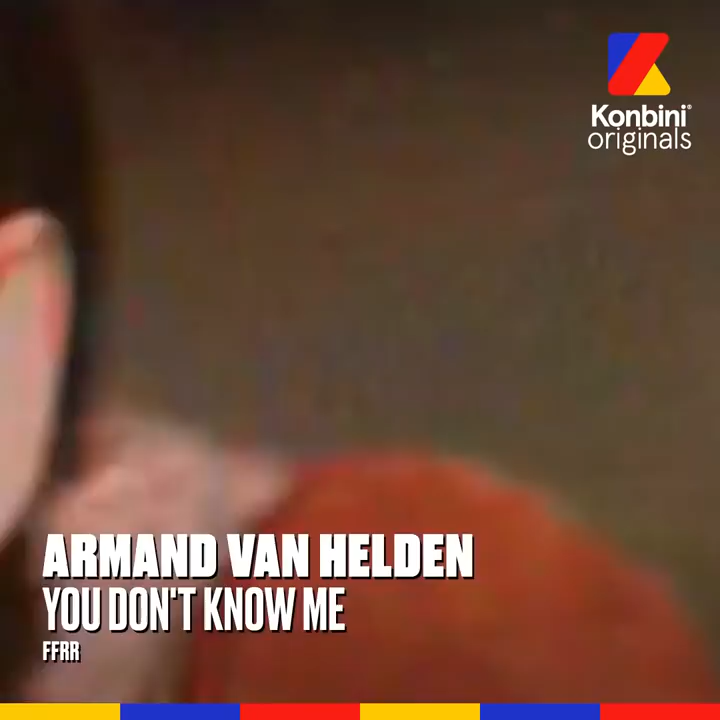 Konbini®
originals
ARMAND VAN HELDEN
YOU DON'T KNOW ME
FFRR